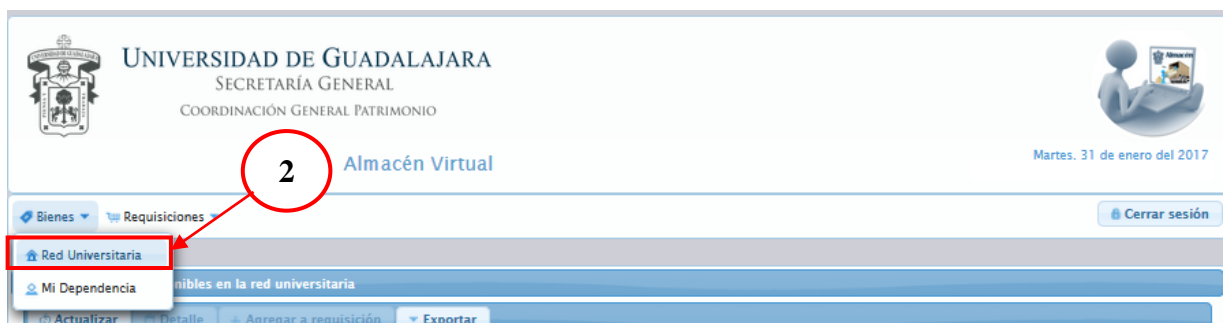 UNIVERSIDAD DE GUADALAJARA
SECRETARÍA GENERAL
COORDINACIÓN GENERAL PATRIMONIO
Almacén
2
Almacén Virtual
Martes, 31 de enero del 2017
Bienes
Requisiciones
Cerrar sesión
Red Universitaria
Mi Dependencia
nibles en la red universitaria
Actualizar
Detalle
+ Agregar a requisición
Exportar